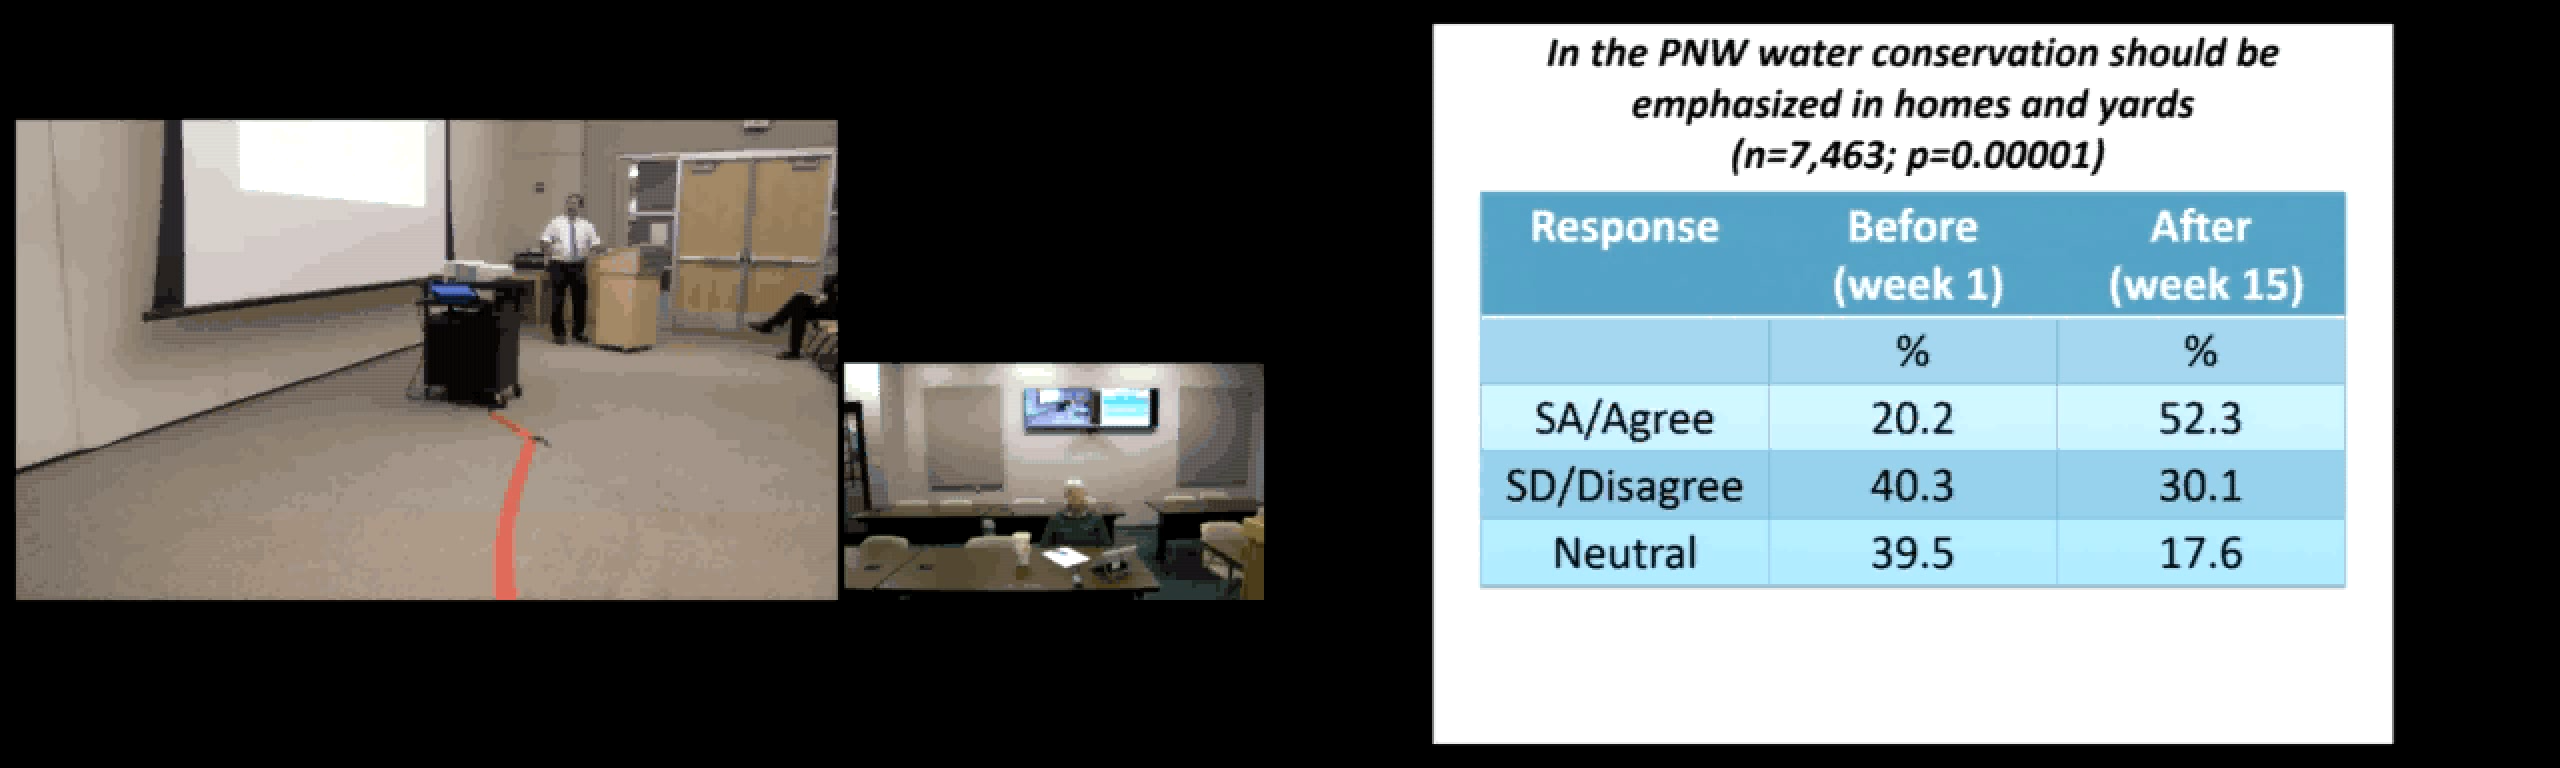 In the PNW water conservation should be
emphasized in homes and yards
(n=7,463; p=0.00001)
Response Before After
(week 1) (week 15)
% %
SA/Agree 20.2 52.3
SD/Disagree 40.3 30.1
Neutral 39.5 17.6